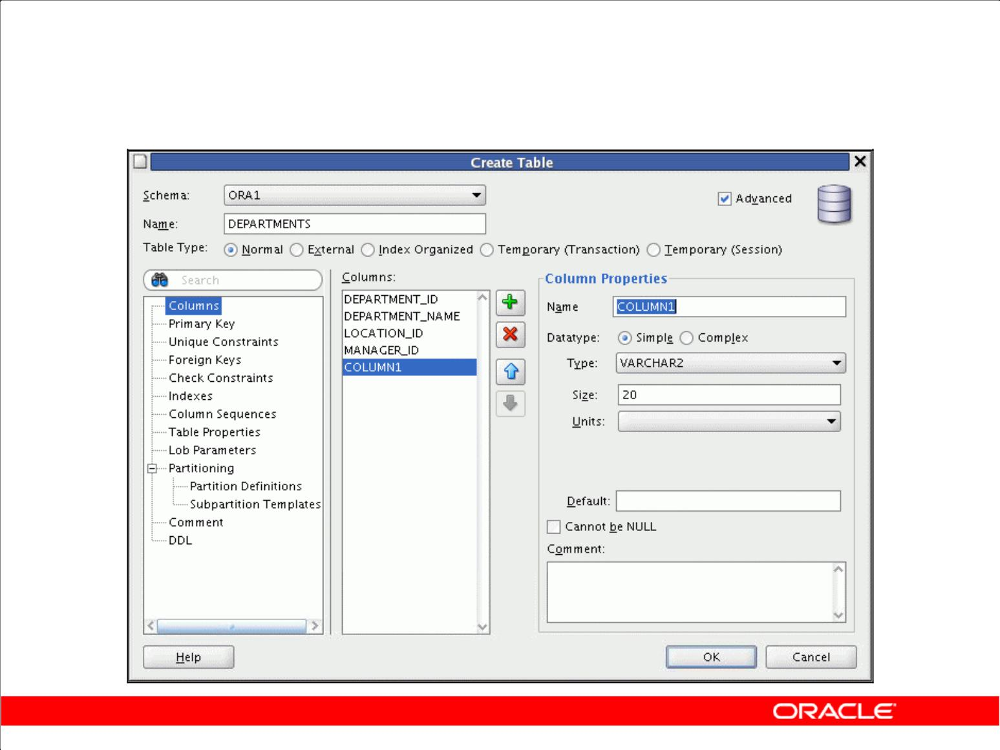 Create Table
Schema: ORA1
Advanced
Name: DEPARTMENTS
Table Type: Normal External Index Organized Temporary (Transaction) Temporary (Session)
Search
Columns
Primary Key
Unique Constraints
Foreign Keys
Check Constraints
Indexes
Column Sequences
Table Properties
Lob Parameters
Partitioning
Partition Definitions
Subpartition Templates
Comment
DDL
Columns:
DEPARTMENT_ID
DEPARTMENT_NAME
LOCATION_ID
MANAGER_ID
COLUMN1
Column Properties
Name COLUMN1
Datatype: Simple Complex
Type: VARCHAR2
Size: 20
Units:
Default:
Cannot be NULL
Comment:
Help
OK
Cancel
ORACLE